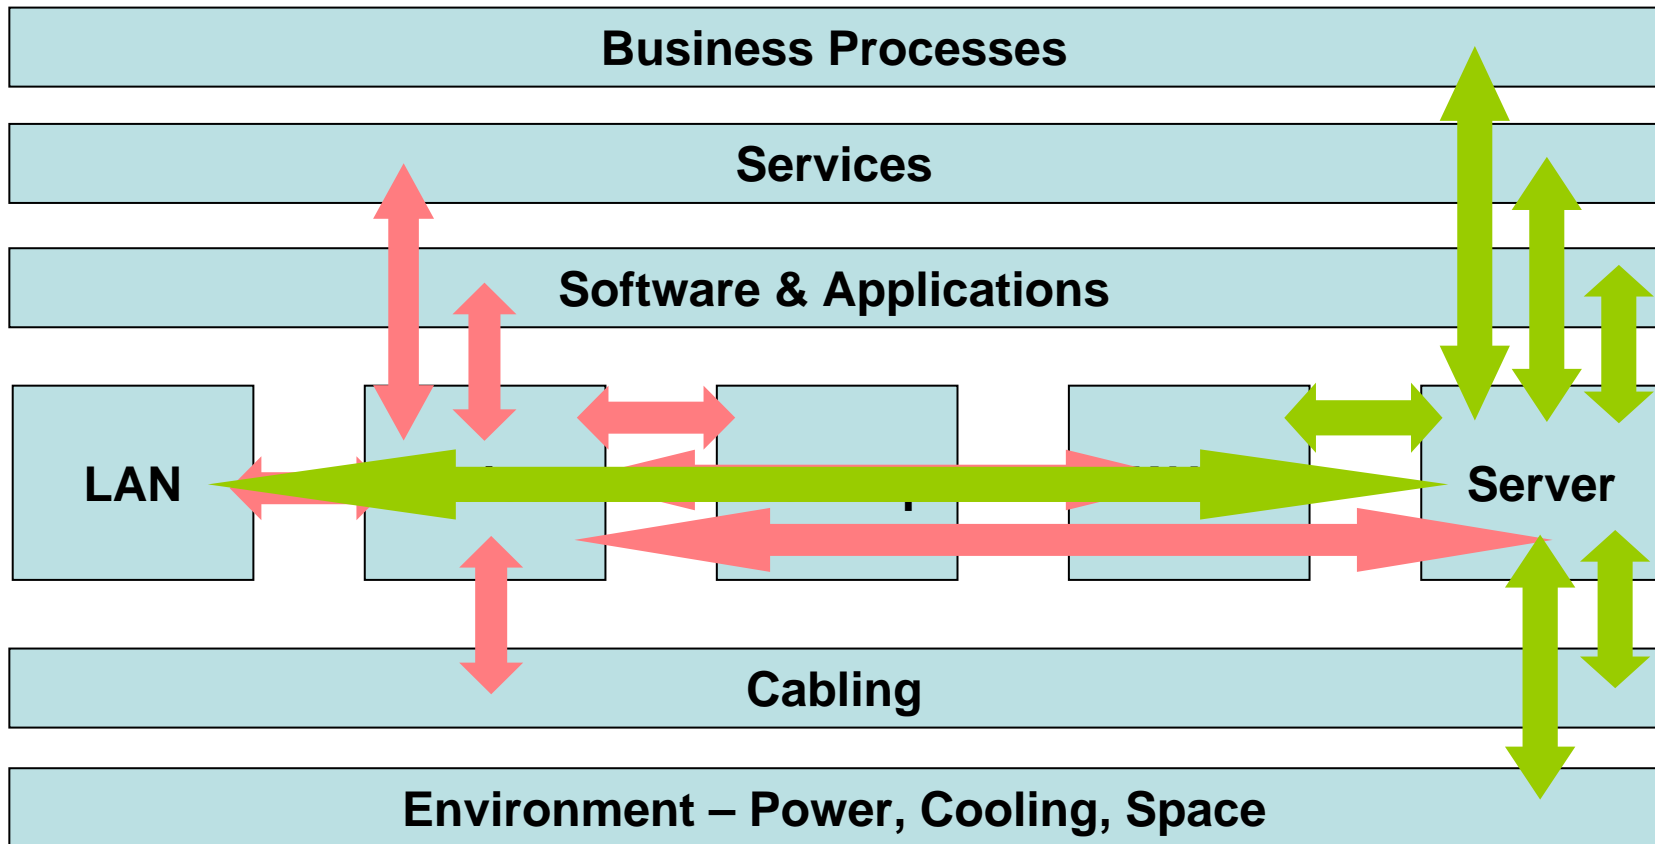 Business Processes
Services
Software & Applications
LAN
Server
Cabling
Environment – Power, Cooling, Space